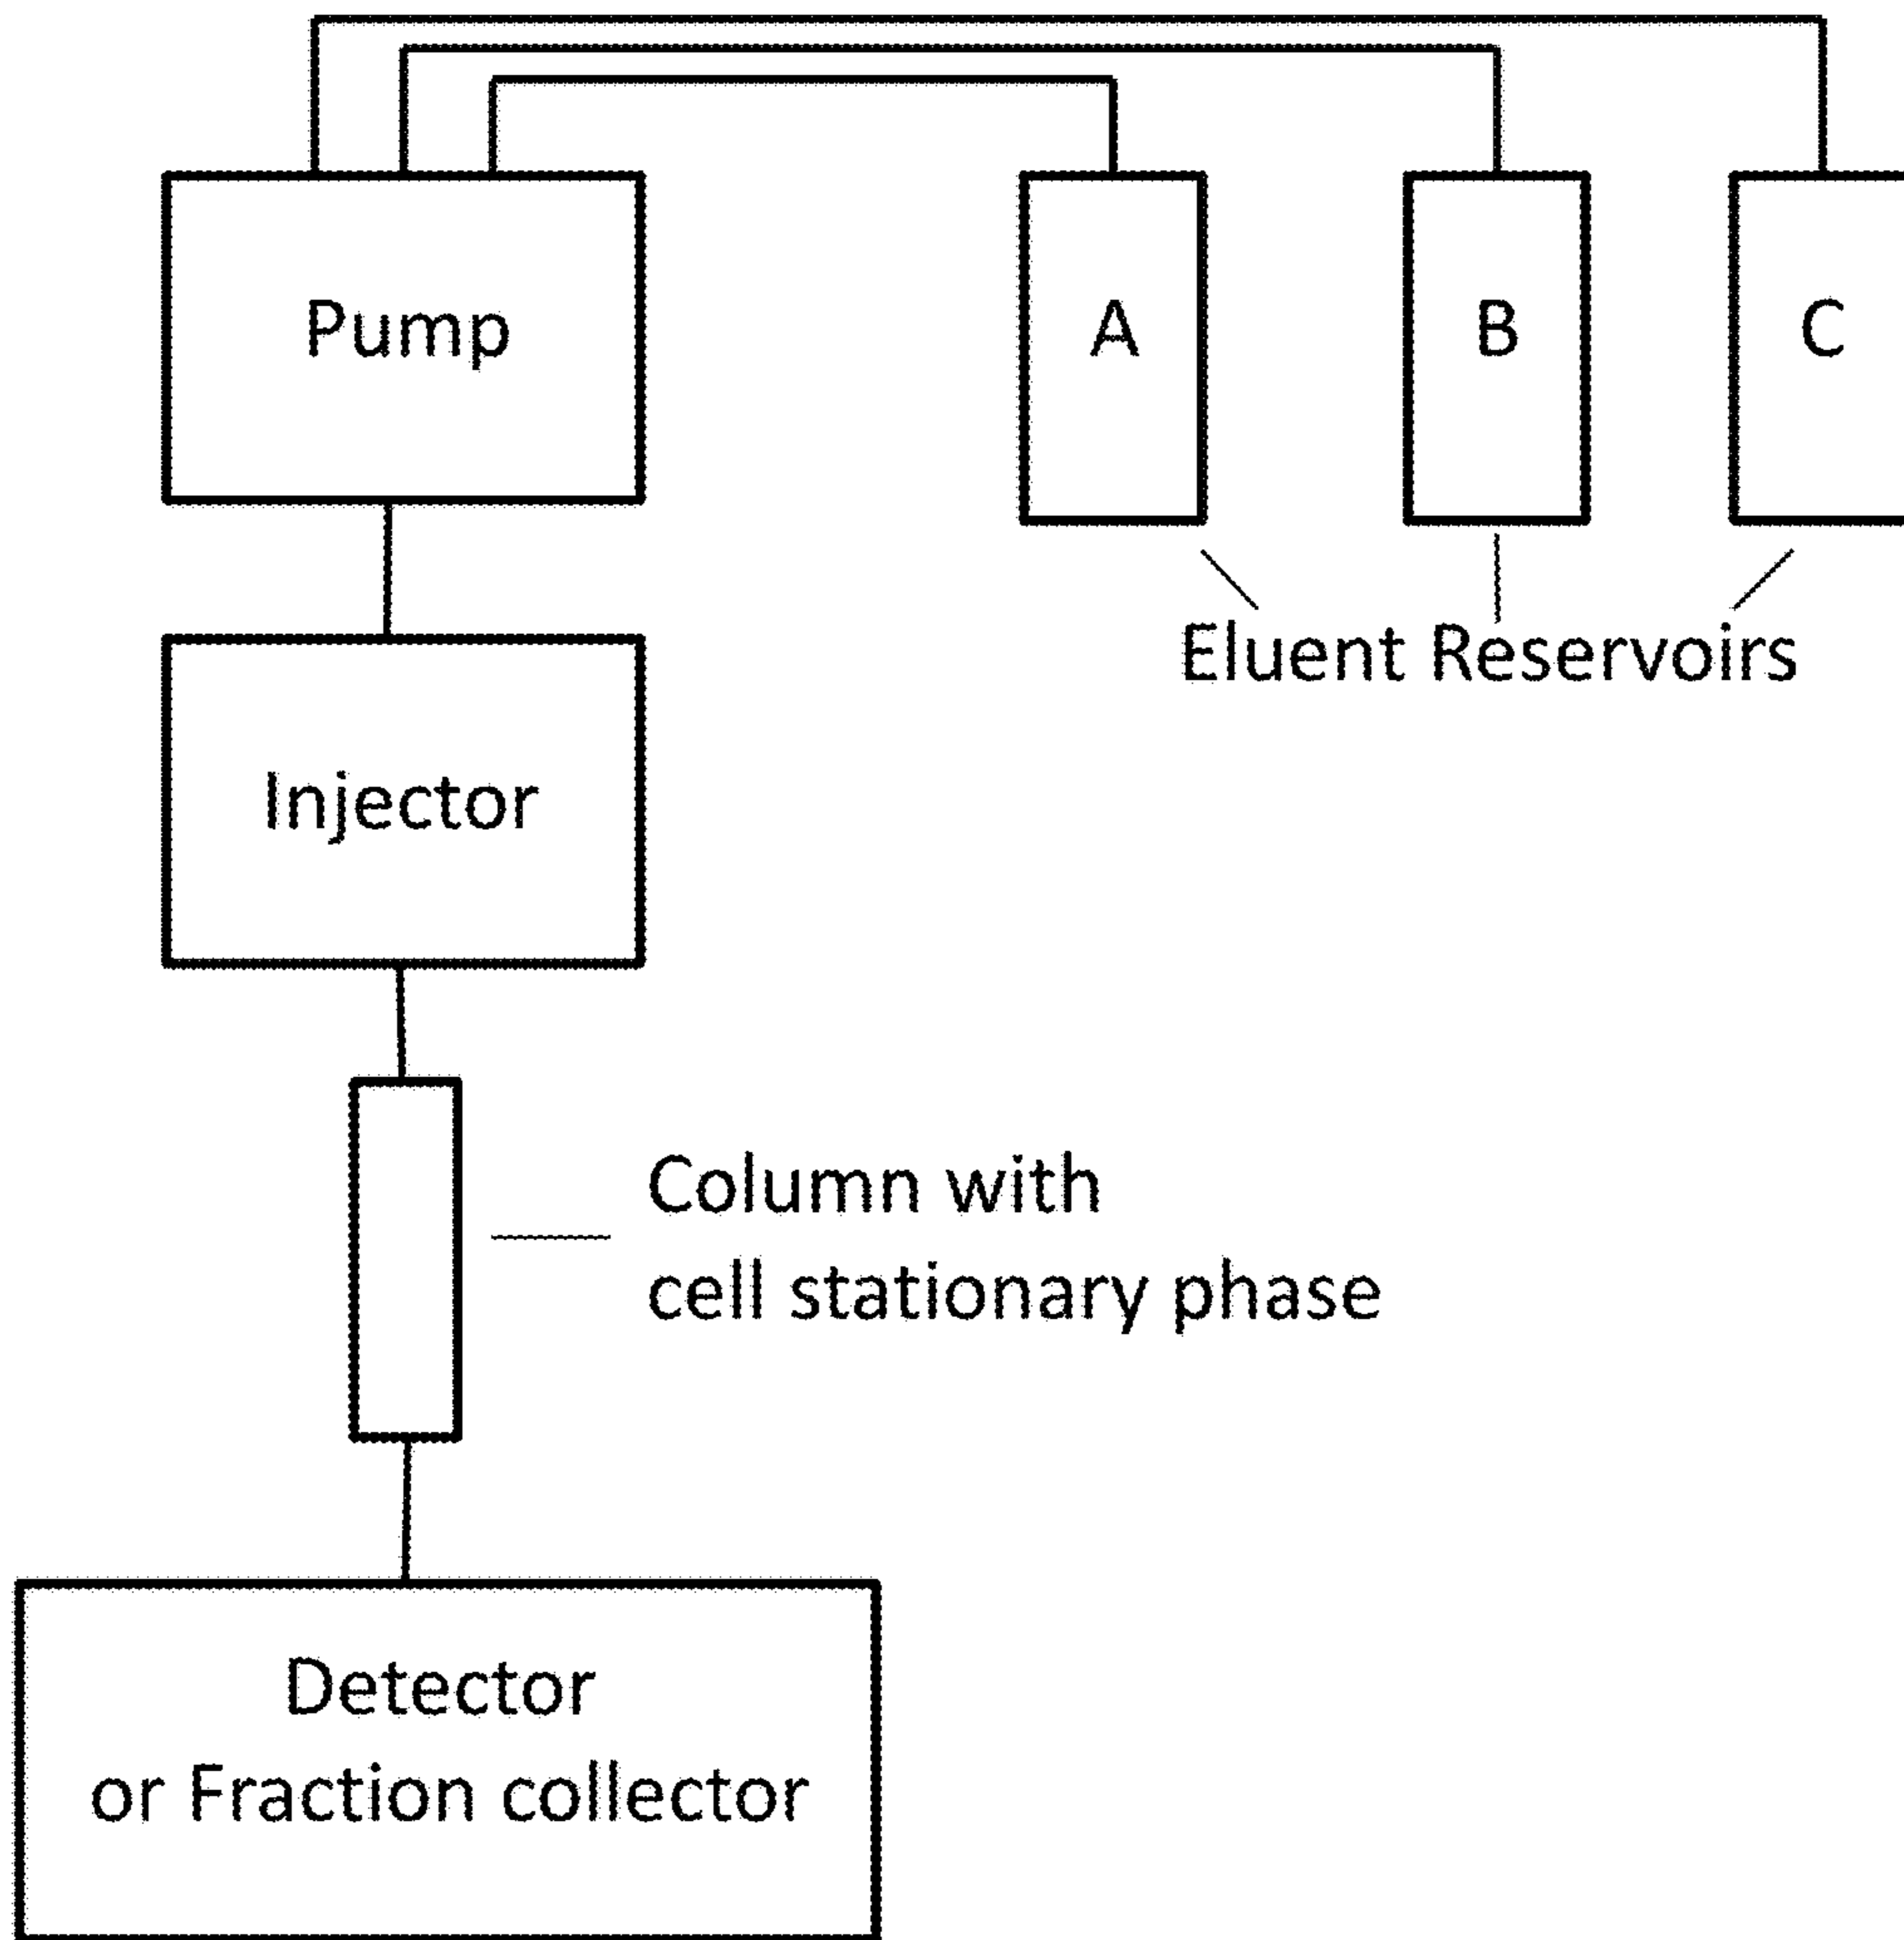 Pump
A
B
C
Eluent Reservoirs
Injector
Column with
cell stationary phase
Detector
or Fraction collector